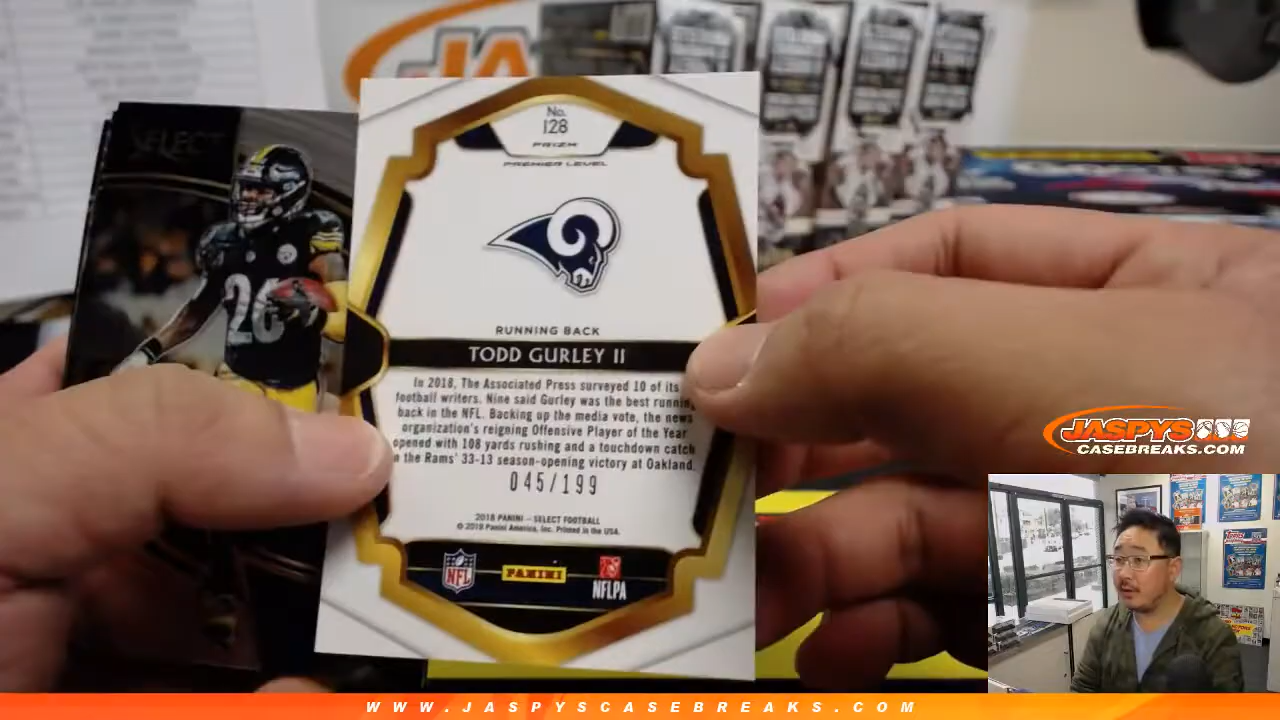 JA
SELECT
No.
128
PRIZM
PREMIER LEVEL
RUNNING BACK
TODD GURLEY II
In 2018, The Associated Press surveyed 10 of its
football writers. Nine said Gurley was the best running
back in the NFL. Backing up the media vote, the news
organization's reigning Offensive Player of the Year
opened with 108 yards rushing and a touchdown catch
in the Rams' 33-13 season-opening victory at Oakland.
045/199
2018 PANINI – SELECT FOOTBALL
© 2019 Panini America, Inc. Printed in the USA.
NFL
PANINI
NFLPA
26
JASPYS
CASEBREAKS.COM
TOPPS
WWW.JASPYSCASEBREAKS.COM